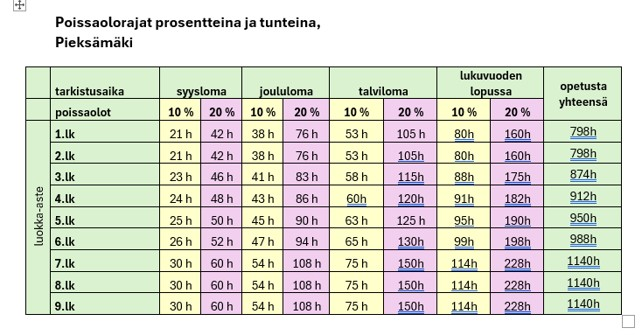 Poissaolorajat prosentteina ja tunteina,
Pieksämäki
tarkistusaika syysloma joululoma talviloma lukuvuoden lopussa opetusta yhteensä
poissaolot 10 % 20 % 10 % 20 % 10 % 20 % 10 % 20 %
luokka-aste
1.lk 21 h 42 h 38 h 76 h 53 h 105 h 80h 160h 798h
2.lk 21 h 42 h 38 h 76 h 53 h 105h 80h 160h 798h
3.lk 23 h 46 h 41 h 83 h 58 h 115h 88h 175h 874h
4.lk 24 h 48 h 43 h 86 h 60h 120h 91h 182h 912h
5.lk 25 h 50 h 45 h 90 h 63 h 125 h 95h 190h 950h
6.lk 26 h 52 h 47 h 94 h 65 h 130h 99h 198h 988h
7.lk 30 h 60 h 54 h 108 h 75 h 150h 114h 228h 1140h
8.lk 30 h 60 h 54 h 108 h 75 h 150h 114h 228h 1140h
9.lk 30 h 60 h 54 h 108 h 75 h 150h 114h 228h 1140h